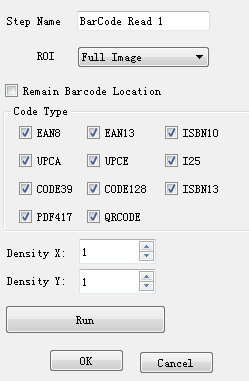 Step Name BarCode Read 1
ROI Full Image
Remain Barcode Location
Code Type
EAN8 EAN13 ISBN10
UPCA UPCE I25
CODE39 CODE128 ISBN13
PDF417 QRCODE
Density X: 1
Density Y: 1
Run
OK Cancel